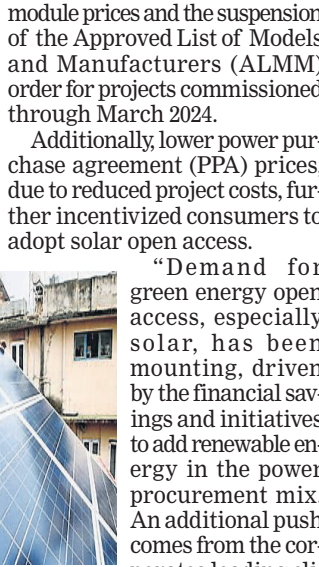 module prices and the suspension
of the Approved List of Models
and Manufacturers (ALMM)
order for projects commissioned
through March 2024.
Additionally, lower power pur-
chase agreement (PPA) prices,
due to reduced project costs, fur-
ther incentivized consumers to
adopt solar open access.
“Demand for
green energy open
access, especially
solar, has been
mounting, driven
by the financial sav-
ings and initiatives
to add renewable en-
ergy in the power
procurement mix.
An additional push
comes from the cor-